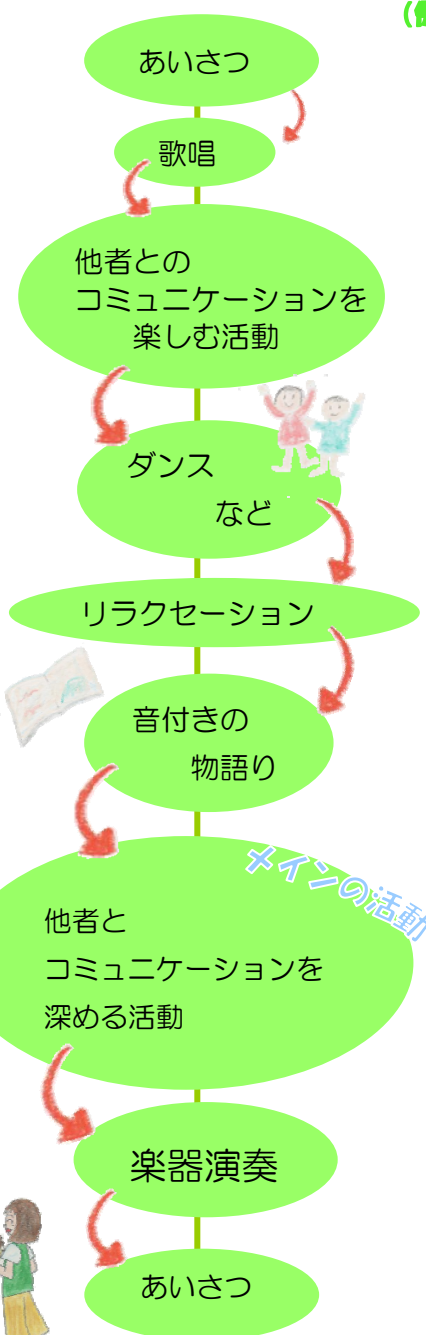 あいさつ
歌唱
他者との
コミュニケーションを
楽しむ活動
ダンス
など
リラクセーション
音付きの
物語り
メインの活動
他者と
コミュニケーションを
深める活動
楽器演奏
あいさつ